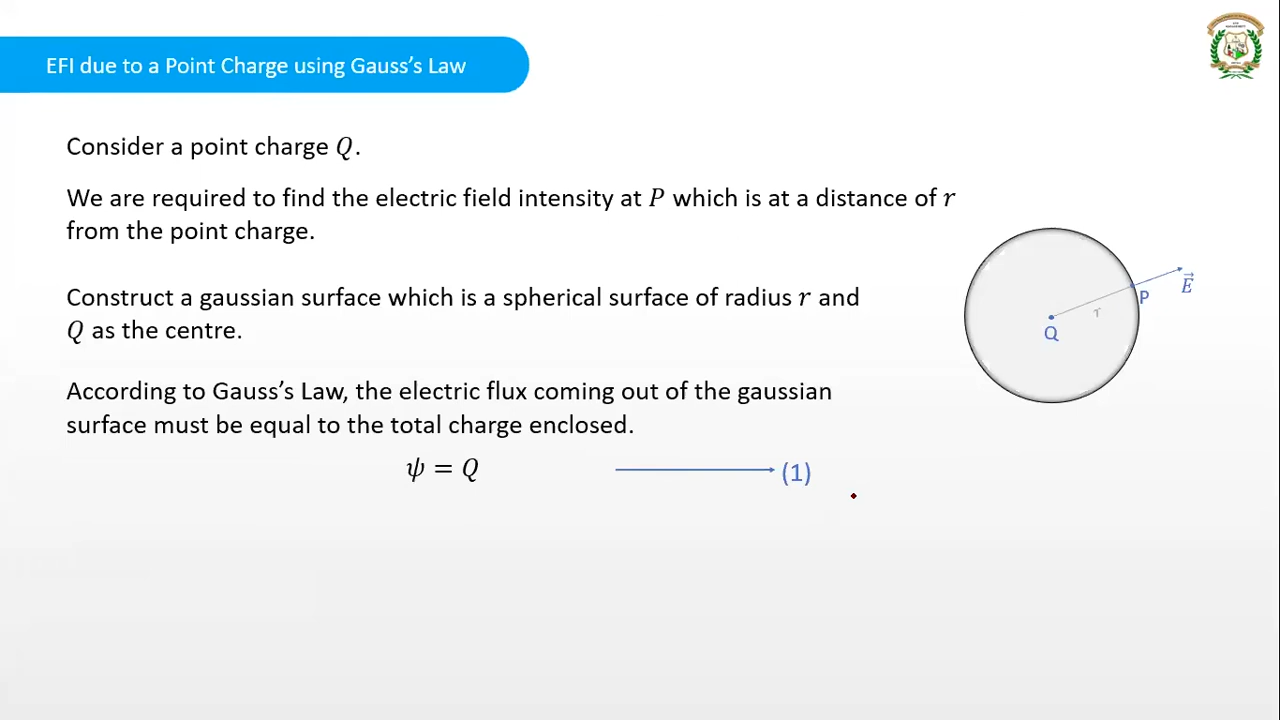 EFI due to a Point Charge using Gauss's Law
Consider a point charge Q.
We are required to find the electric field intensity at P which is at a distance of r
from the point charge.
Construct a gaussian surface which is a spherical surface of radius r and
Q as the centre.
According to Gauss's Law, the electric flux coming out of the gaussian
surface must be equal to the total charge enclosed.
ψ = Q (1)
E⃗
P
r
Q